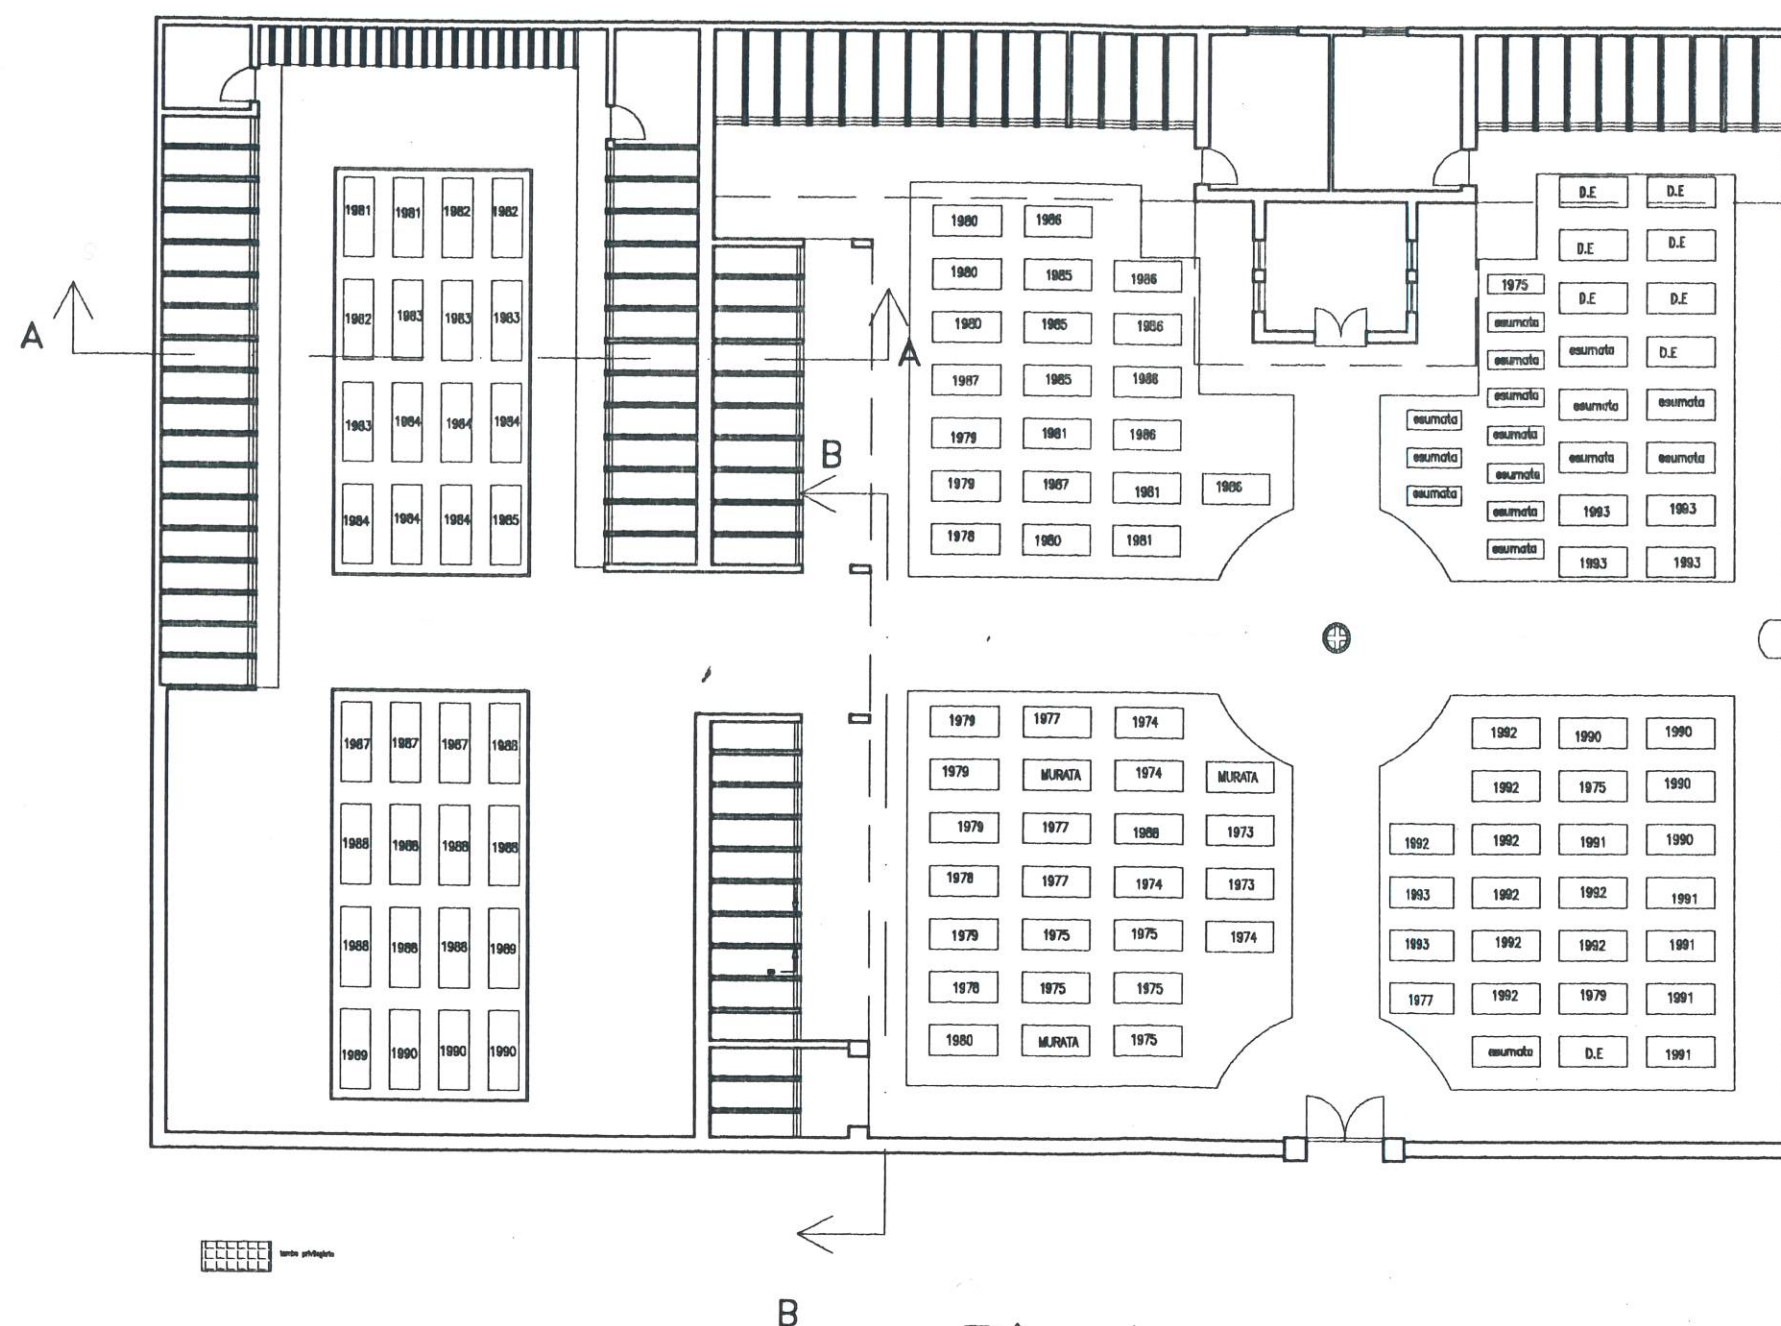 1981 1981 1982 1982
1982 1983 1983 1983
1983 1984 1984 1984
1984 1984 1984 1985
A
A
B
1980 1986
1980 1985 1986
1980 1985 1986
1987 1985 1986
1979 1981 1986
1979 1987 1981 1986
1978 1980 1981
D.E D.E
D.E D.E
1975 D.E D.E
esumata
esumata esumata D.E
esumata esumata esumata
esumata esumata
esumata esumata esumata
esumata esumata
esumata esumata 1993 1993
esumata 1993 1993
1987 1987 1987 1988
1988 1988 1988 1988
1988 1988 1988 1989
1989 1990 1990 1990
1979 1977 1974
1979 MURATA 1974 MURATA
1979 1977 1988 1973
1978 1977 1974 1973
1979 1975 1975 1974
1978 1975 1975
1980 MURATA 1975
1992 1990 1990
1992 1975 1990
1992 1992 1991 1990
1993 1992 1992 1991
1993 1992 1992 1991
1977 1992 1979 1991
esumata D.E 1991
B